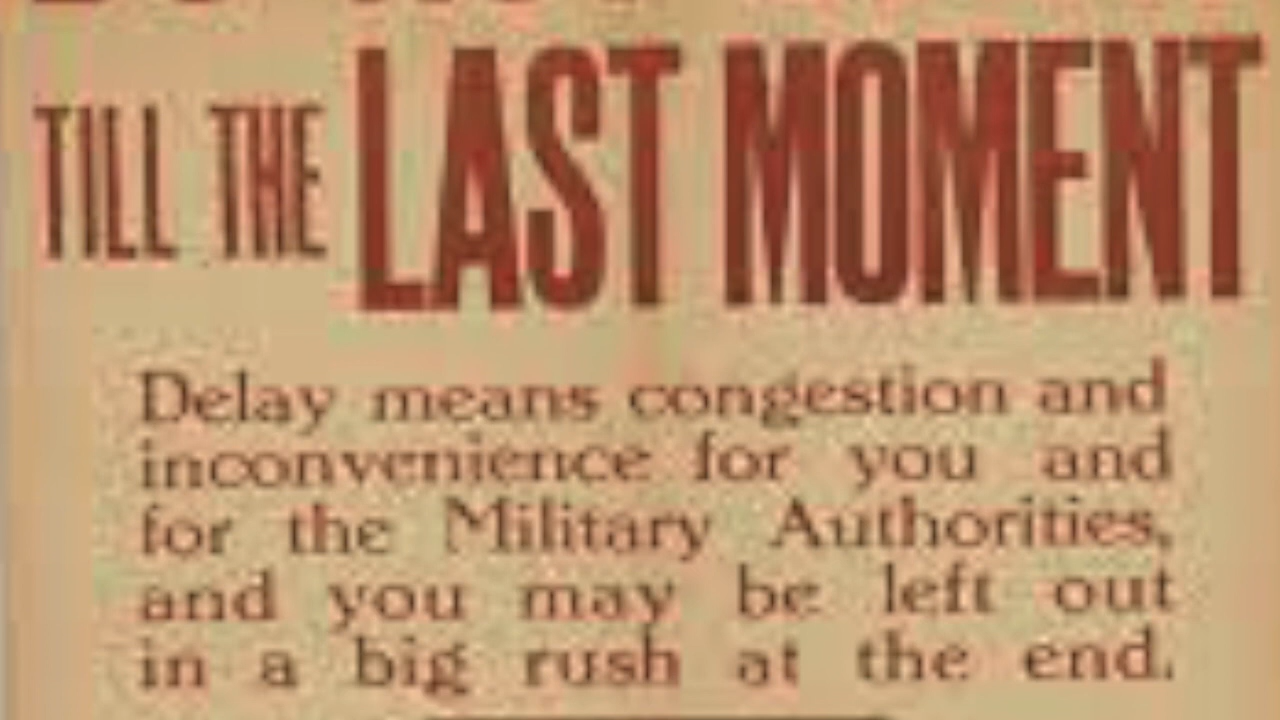 TILL THE LAST MOMENT
Delay means congestion and
inconvenience for you and
for the Military Authorities,
and you may be left out
in a big rush at the end.